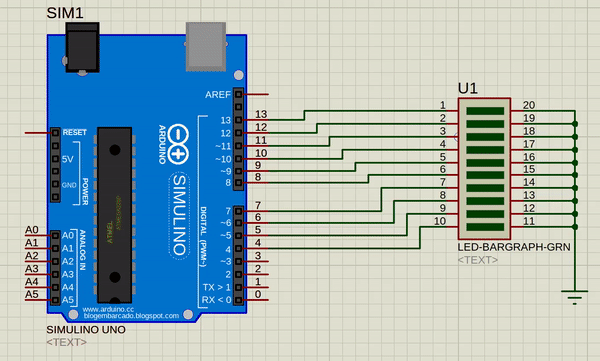 SIM1
AREF
13 13
12 12
~11 11
~10 10
~9 9
8 8
7 7
~6 6
~5 5
4 4
~3 3
2 2
TX > 1 1
RX < 0 0
RESET
5V
GND
POWER
ARDUINO
SIMULINO
DIGITAL (PWM~)
ANALOG IN
A0 A0
A1 A1
A2 A2
A3 A3
A4 A4
A5 A5
ATMEL
www.arduino.cc
blogembarcado.blogspot.com
SIMULINO UNO
<TEXT>
U1
1 20
2 19
3 18
4 17
5 16
6 15
7 14
8 13
9 12
10 11
LED-BARGRAPH-GRN
<TEXT>